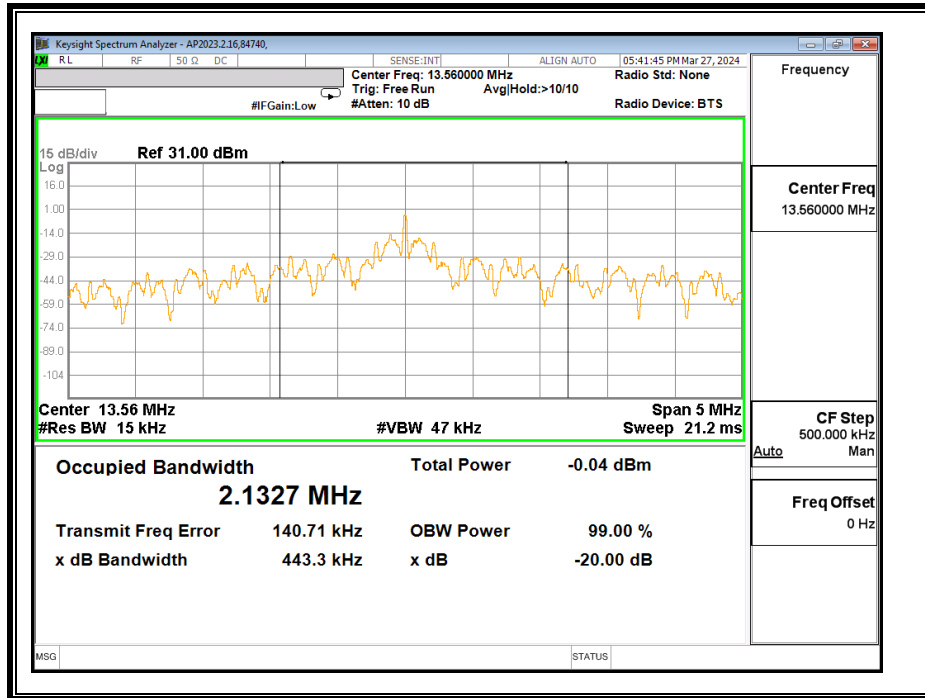 Keysight Spectrum Analyzer - AP2023.2.16,84740,
LXI RL RF 50 Ω DC SENSE:INT ALIGN AUTO 05:41:45 PM Mar 27, 2024
Center Freq: 13.560000 MHz Radio Std: None
Trig: Free Run Avg|Hold:>10/10
#IFGain:Low #Atten: 10 dB Radio Device: BTS
15 dB/div Ref 31.00 dBm
Log
16.0
1.00
-14.0
-29.0
-44.0
-59.0
-74.0
-89.0
-104
Center 13.56 MHz Span 5 MHz
#Res BW 15 kHz #VBW 47 kHz Sweep 21.2 ms
Occupied Bandwidth Total Power -0.04 dBm
2.1327 MHz
Transmit Freq Error 140.71 kHz OBW Power 99.00 %
x dB Bandwidth 443.3 kHz x dB -20.00 dB
MSG STATUS
Frequency
Center Freq
13.560000 MHz
CF Step
500.000 kHz
Auto Man
Freq Offset
0 Hz